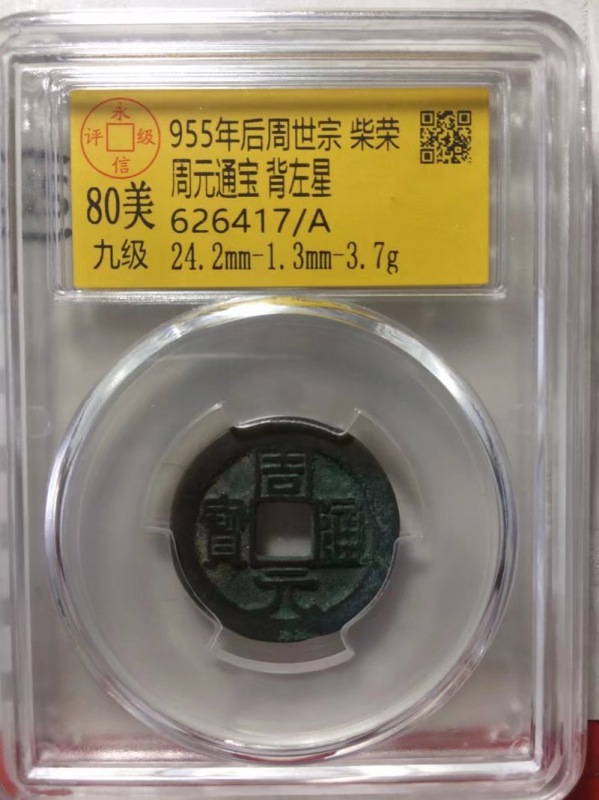 永信评级
955年后周世宗 柴荣
周元通宝 背左星
80美
626417/A
九级
24.2mm-1.3mm-3.7g
周元通寶